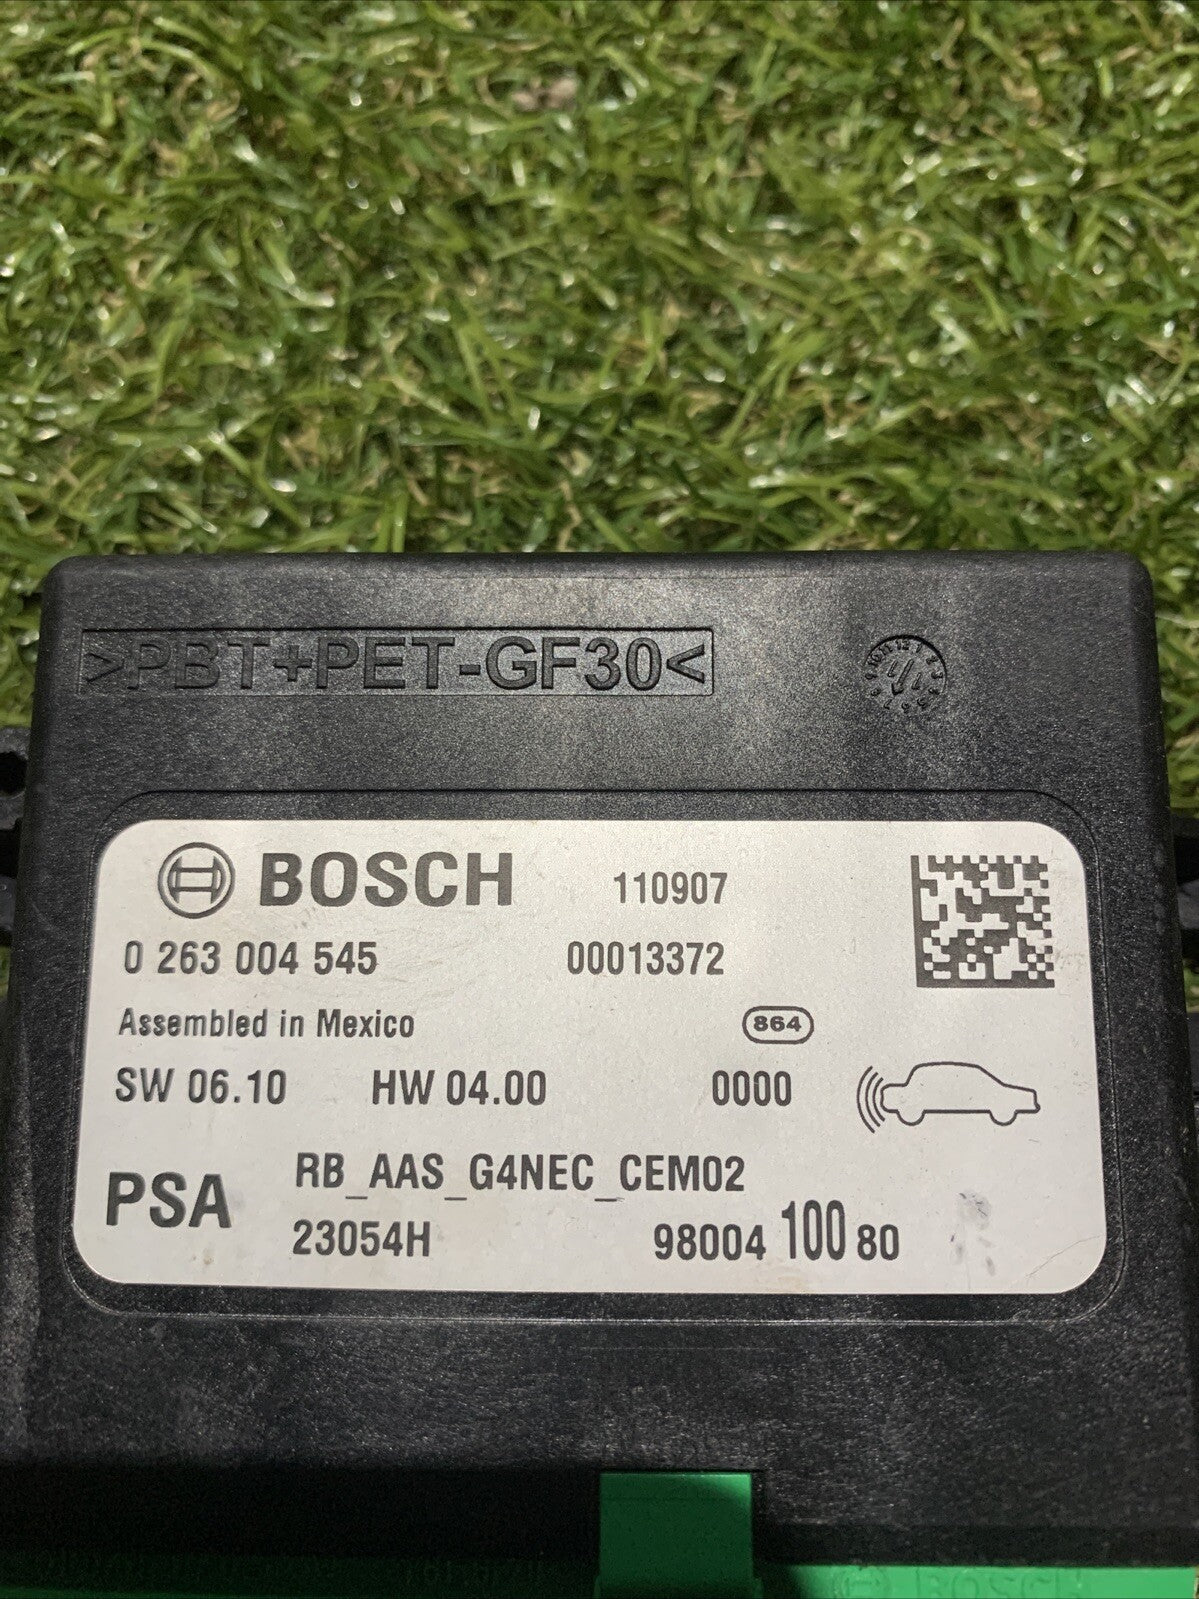 >PBT+PET-GF30<
BOSCH 110907
0 263 004 545 00013372
Assembled in Mexico 864
SW 06.10 HW 04.00 0000
RB_AAS_G4NEC_CEM02
PSA
23054H 98004 100 80
BOSCH